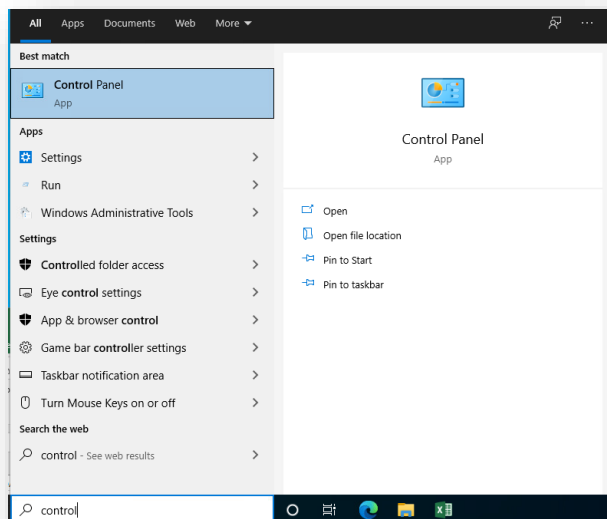 All Apps Documents Web More
Best match
Control Panel
App
Apps
Settings
Run
Windows Administrative Tools
Settings
Controlled folder access
Eye control settings
App & browser control
Game bar controller settings
Taskbar notification area
Turn Mouse Keys on or off
Search the web
control - See web results
control
Control Panel
App
Open
Open file location
Pin to Start
Pin to taskbar